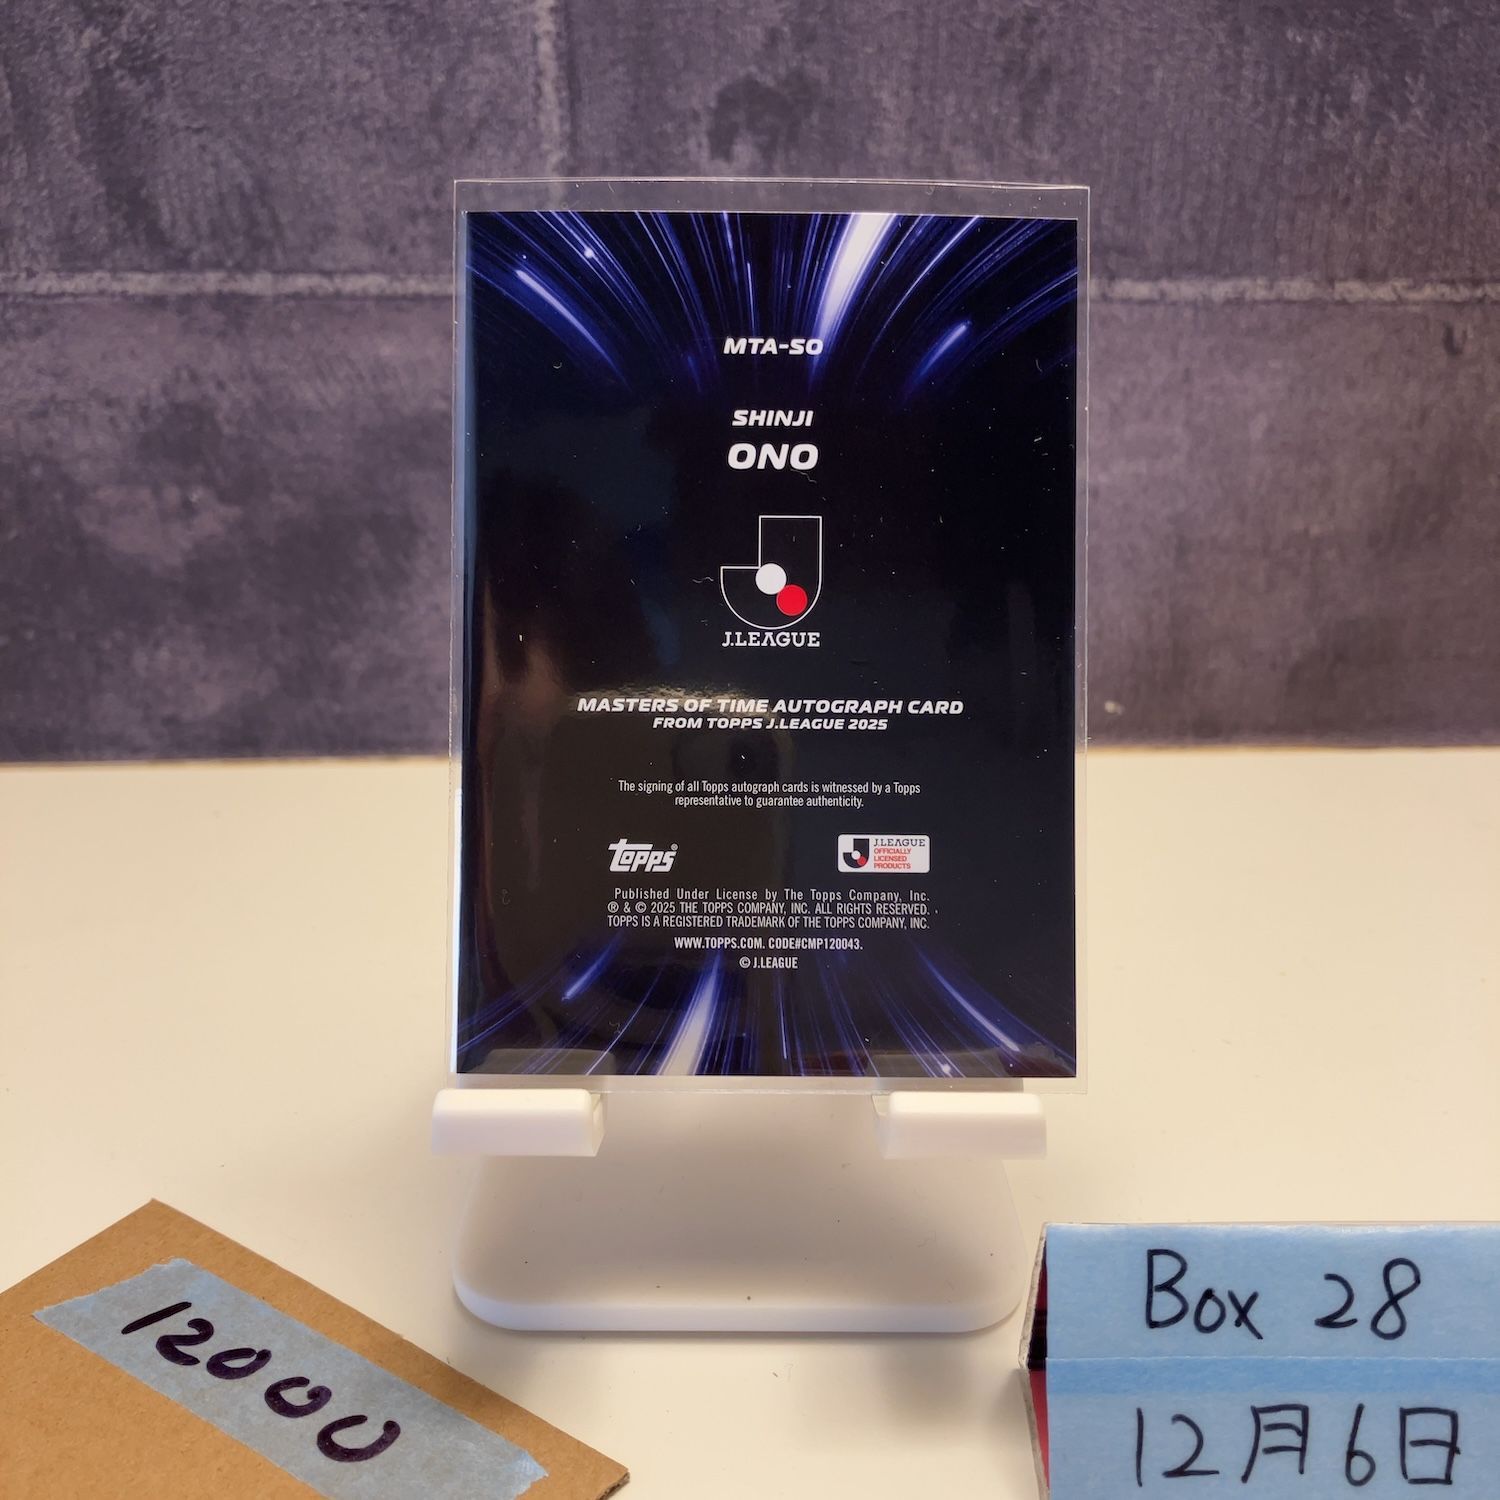 MTA-SO
SHINJI
ONO
J.LEAGUE
MASTERS OF TIME AUTOGRAPH CARD
FROM TOPPS J.LEAGUE 2025
The signing of all Topps autograph cards is witnessed by a Topps
representative to guarantee authenticity.
topps®
J.LEAGUE
OFFICIALLY
LICENSED
PRODUCTS
Published Under License by The Topps Company, Inc.
® & © 2025 THE TOPPS COMPANY, INC. ALL RIGHTS RESERVED.
TOPPS IS A REGISTERED TRADEMARK OF THE TOPPS COMPANY, INC.
WWW.TOPPS.COM. CODE#CMP120043.
© J.LEAGUE
12000
Box 28
12月6日